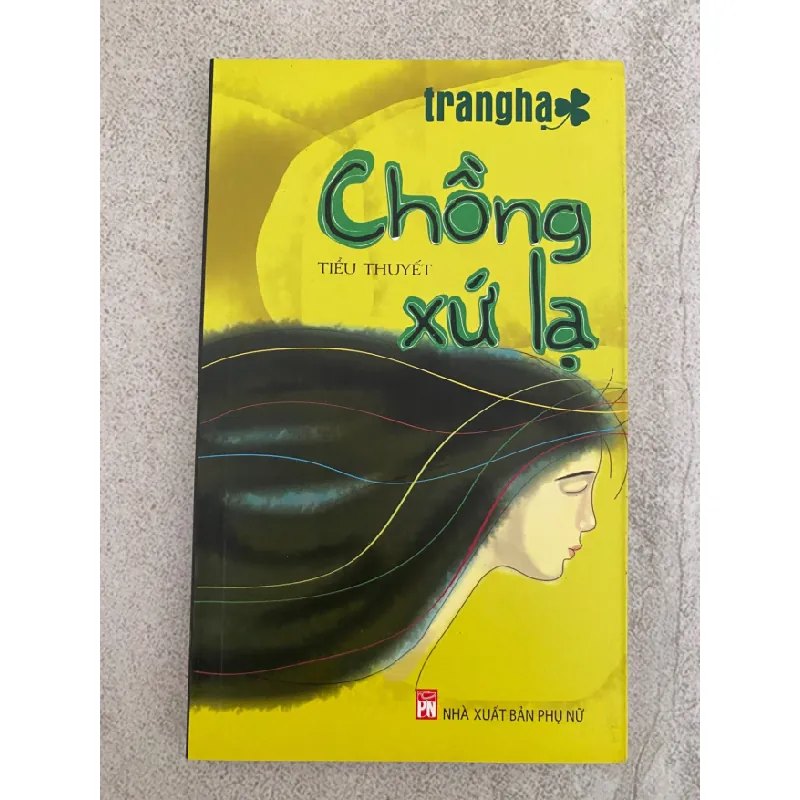 tranghạ
Chồng
TIỂU THUYẾT
xứ lạ
PN
NHÀ XUẤT BẢN PHỤ NỮ